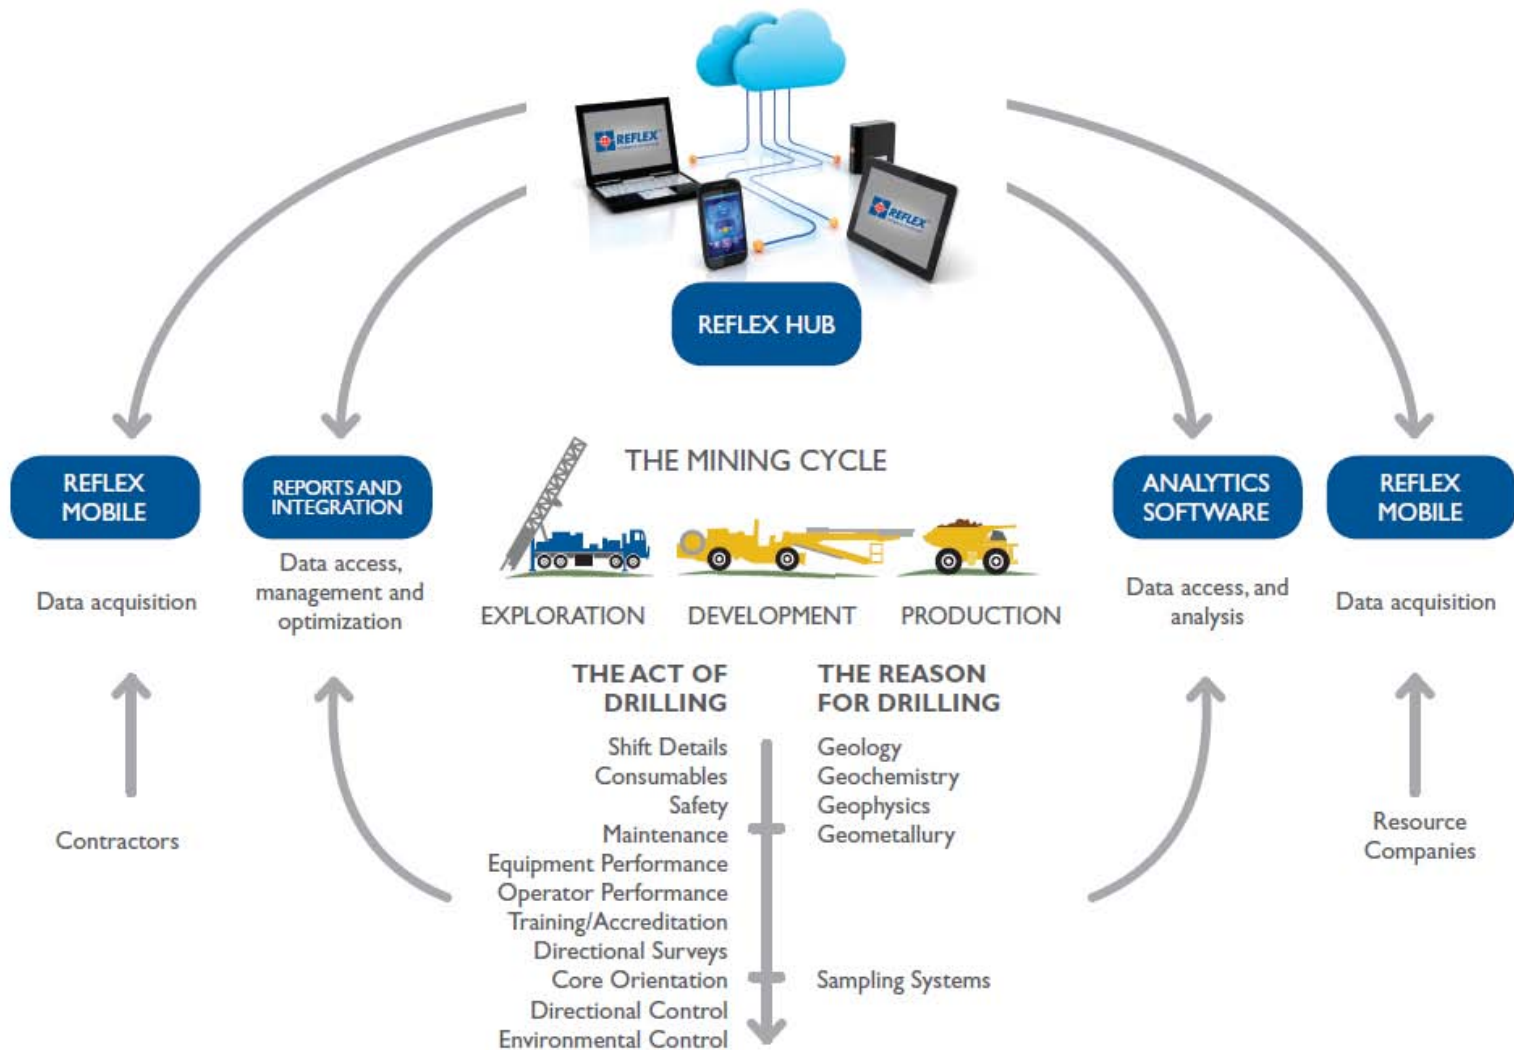 REFLEX
REFLEX
REFLEX HUB
REFLEX
MOBILE
Data acquisition
Contractors
REPORTS AND
INTEGRATION
Data access,
management and
optimization
THE MINING CYCLE
EXPLORATION
DEVELOPMENT
PRODUCTION
THE ACT OF
DRILLING
Shift Details
Consumables
Safety
Maintenance
Equipment Performance
Operator Performance
Training/Accreditation
Directional Surveys
Core Orientation
Directional Control
Environmental Control
THE REASON
FOR DRILLING
Geology
Geochemistry
Geophysics
Geometallury
Sampling Systems
ANALYTICS
SOFTWARE
Data access, and
analysis
REFLEX
MOBILE
Data acquisition
Resource
Companies